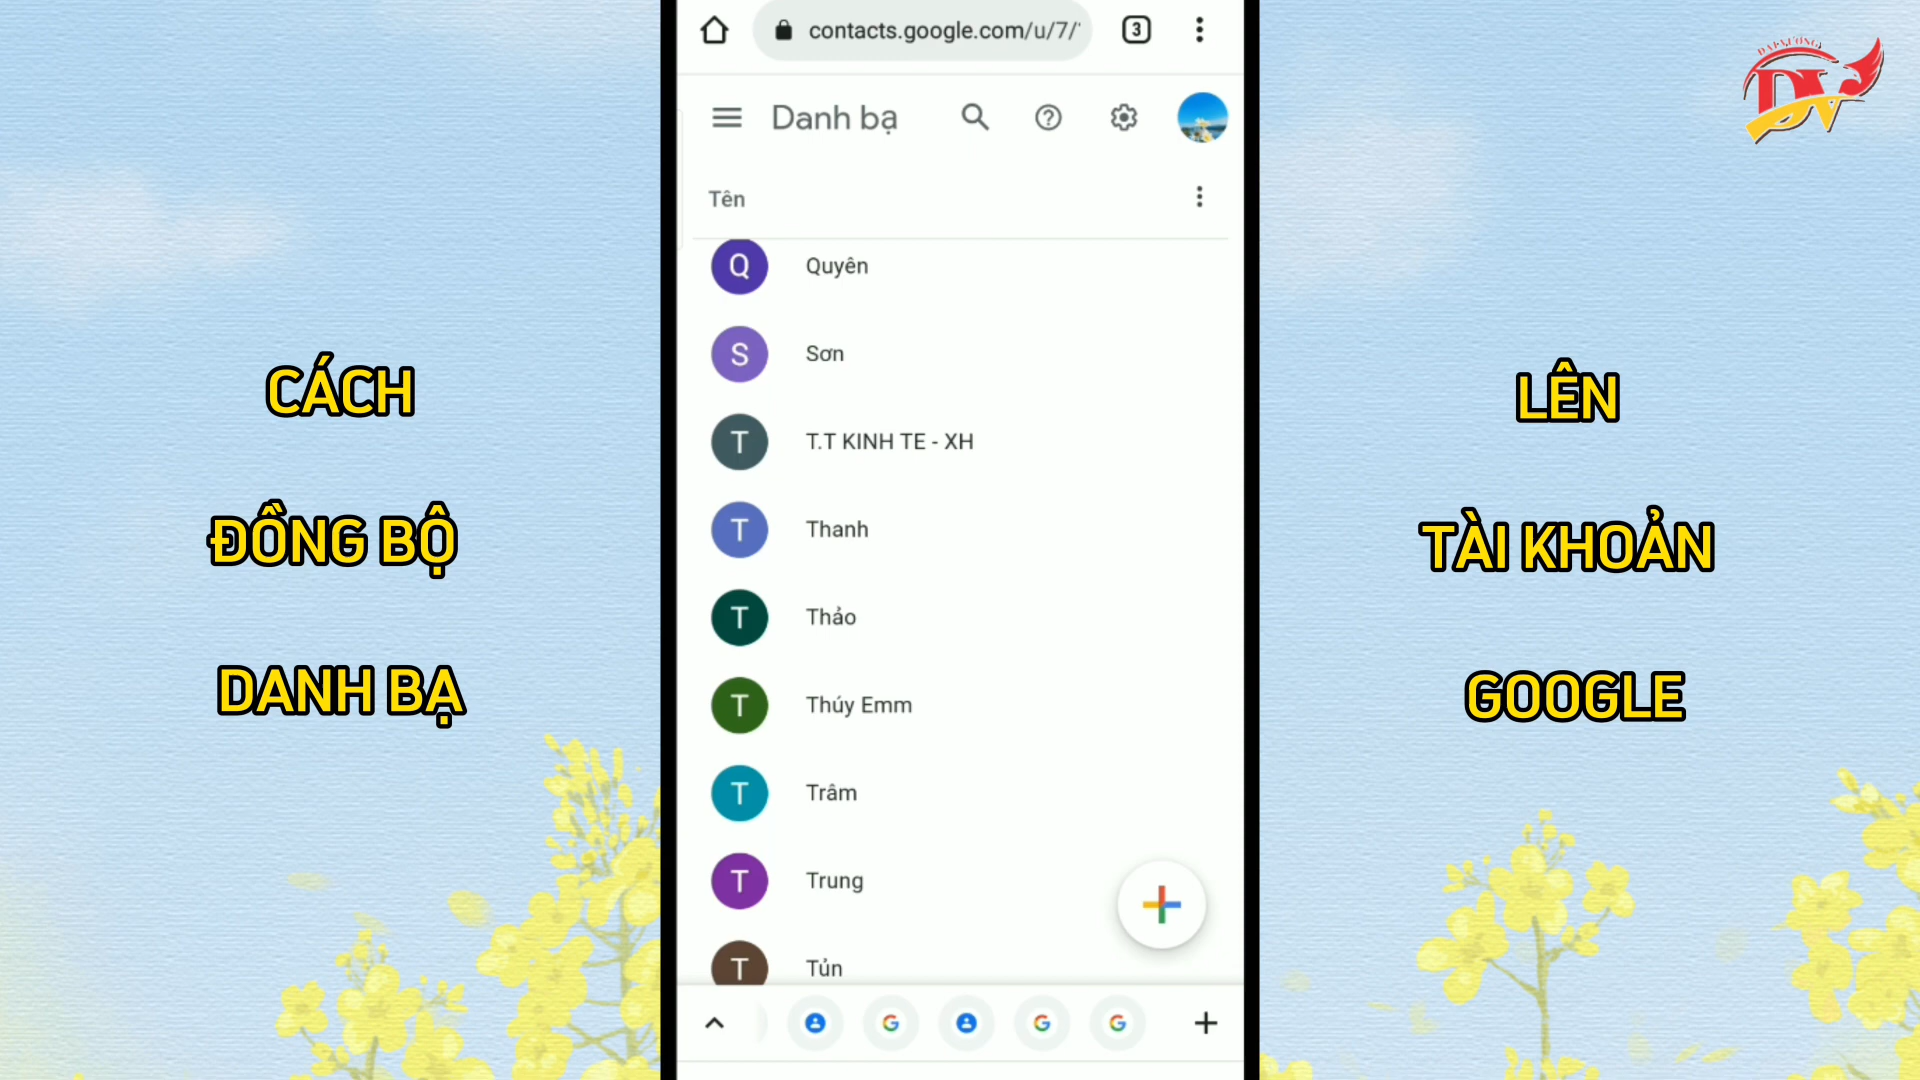 contacts.google.com/u/7/
3
Danh bạ
Tên
Q Quyên
S Sơn
T T.T KINH TE - XH
T Thanh
T Thảo
T Thúy Emm
T Trâm
T Trung
T Tủn
CÁCH
ĐỒNG BỘ
DANH BẠ
LÊN
TÀI KHOẢN
GOOGLE
DV